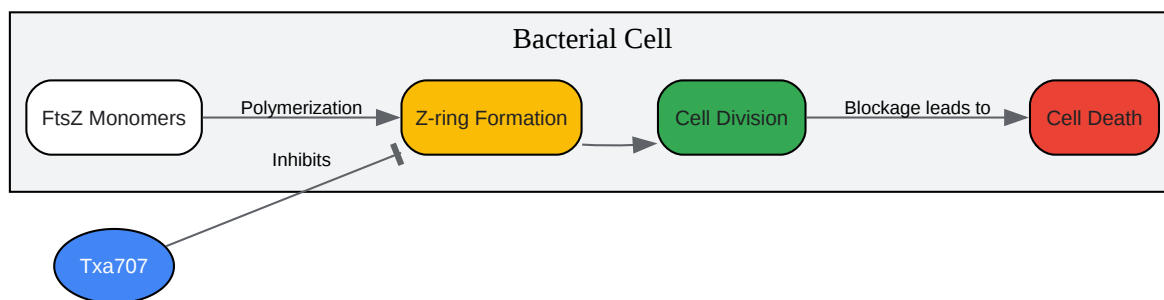 Bacterial Cell
FtsZ Monomers
Polymerization
Z-ring Formation
Cell Division
Blockage leads to
Cell Death
Inhibits
Txa707